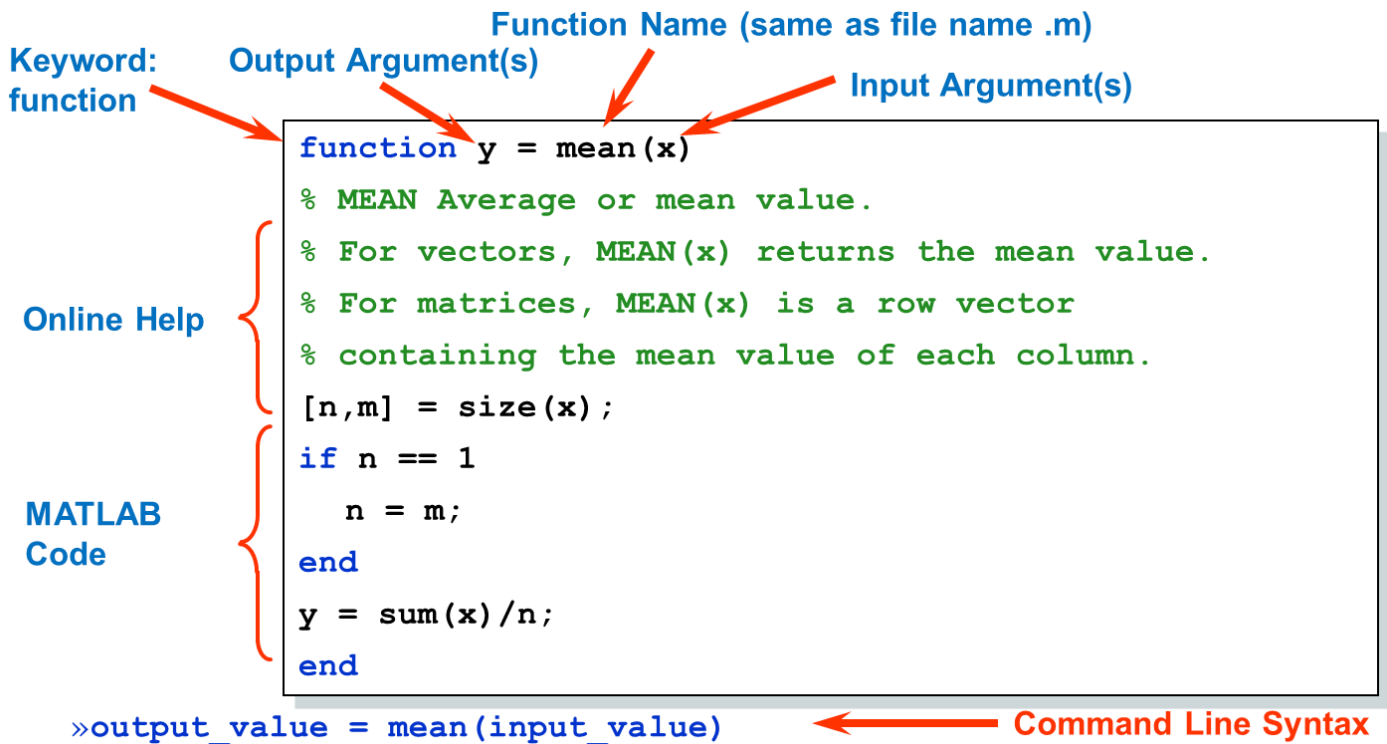 Function Name (same as file name .m)
Keyword:
function
Output Argument(s)
Input Argument(s)
function y = mean(x)
% MEAN Average or mean value.
% For vectors, MEAN(x) returns the mean value.
% For matrices, MEAN(x) is a row vector
% containing the mean value of each column.
Online Help
[n,m] = size(x);
if n == 1
n = m;
MATLAB
Code
end
y = sum(x)/n;
end
»output_value = mean(input_value)
Command Line Syntax